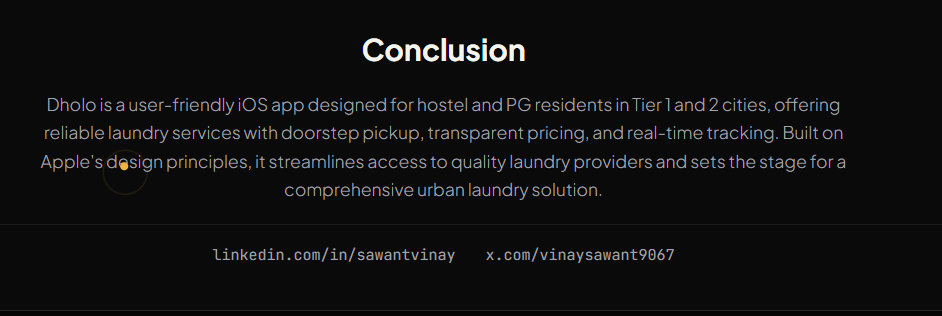 Conclusion
Dholo is a user-friendly iOS app designed for hostel and PG residents in Tier 1 and 2 cities, offering
reliable laundry services with doorstep pickup, transparent pricing, and real-time tracking. Built on
Apple's design principles, it streamlines access to quality laundry providers and sets the stage for a
comprehensive urban laundry solution.
linkedin.com/in/sawantvinay x.com/vinaysawant9067